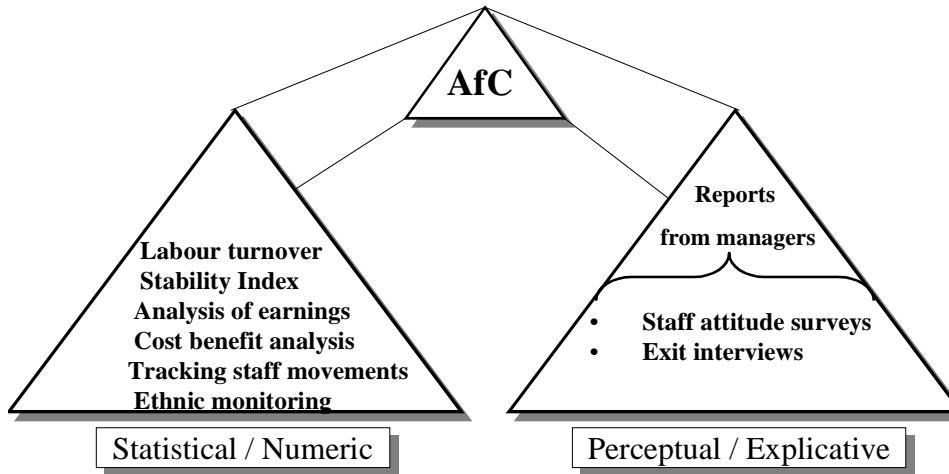 AfC
Labour turnover
Stability Index
Analysis of earnings
Cost benefit analysis
Tracking staff movements
Ethnic monitoring
Statistical / Numeric
Reports
from managers
• Staff attitude surveys
• Exit interviews
Perceptual / Explicative